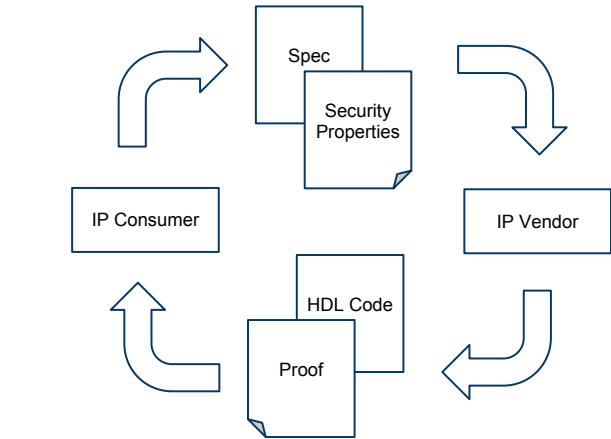 Spec
Security
Properties
IP Consumer
IP Vendor
HDL Code
Proof